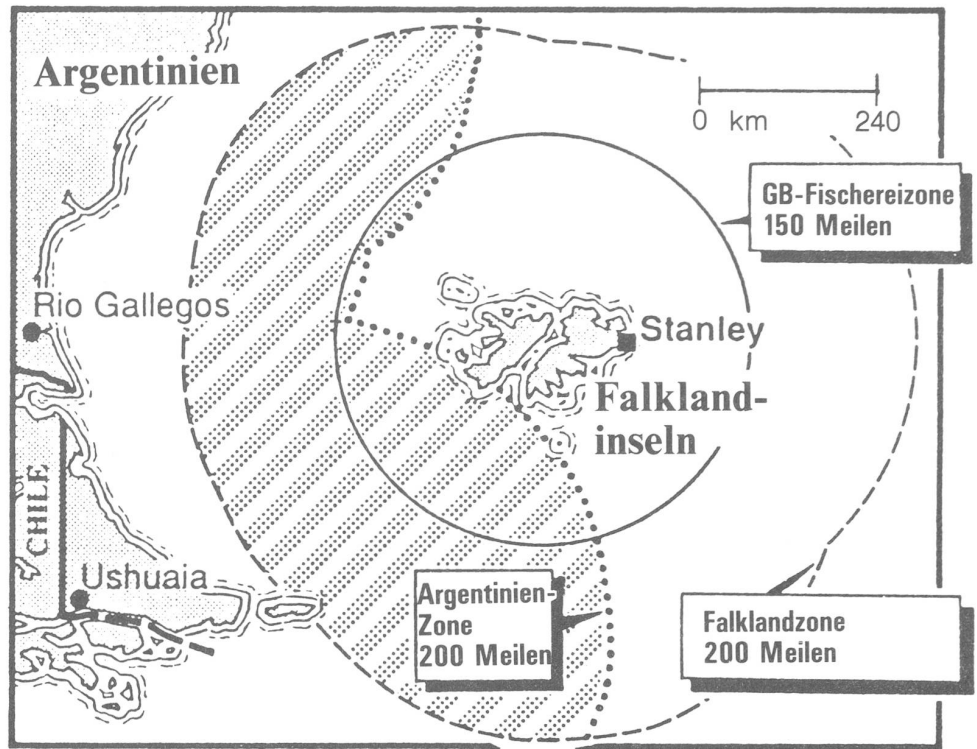 Argentinien
0 km 240
GB-Fischereizone
150 Meilen
Rio Gallegos
Stanley
Falkland-
inseln
CHILE
Ushuaia
Argentinien-
Zone
200 Meilen
Falklandzone
200 Meilen